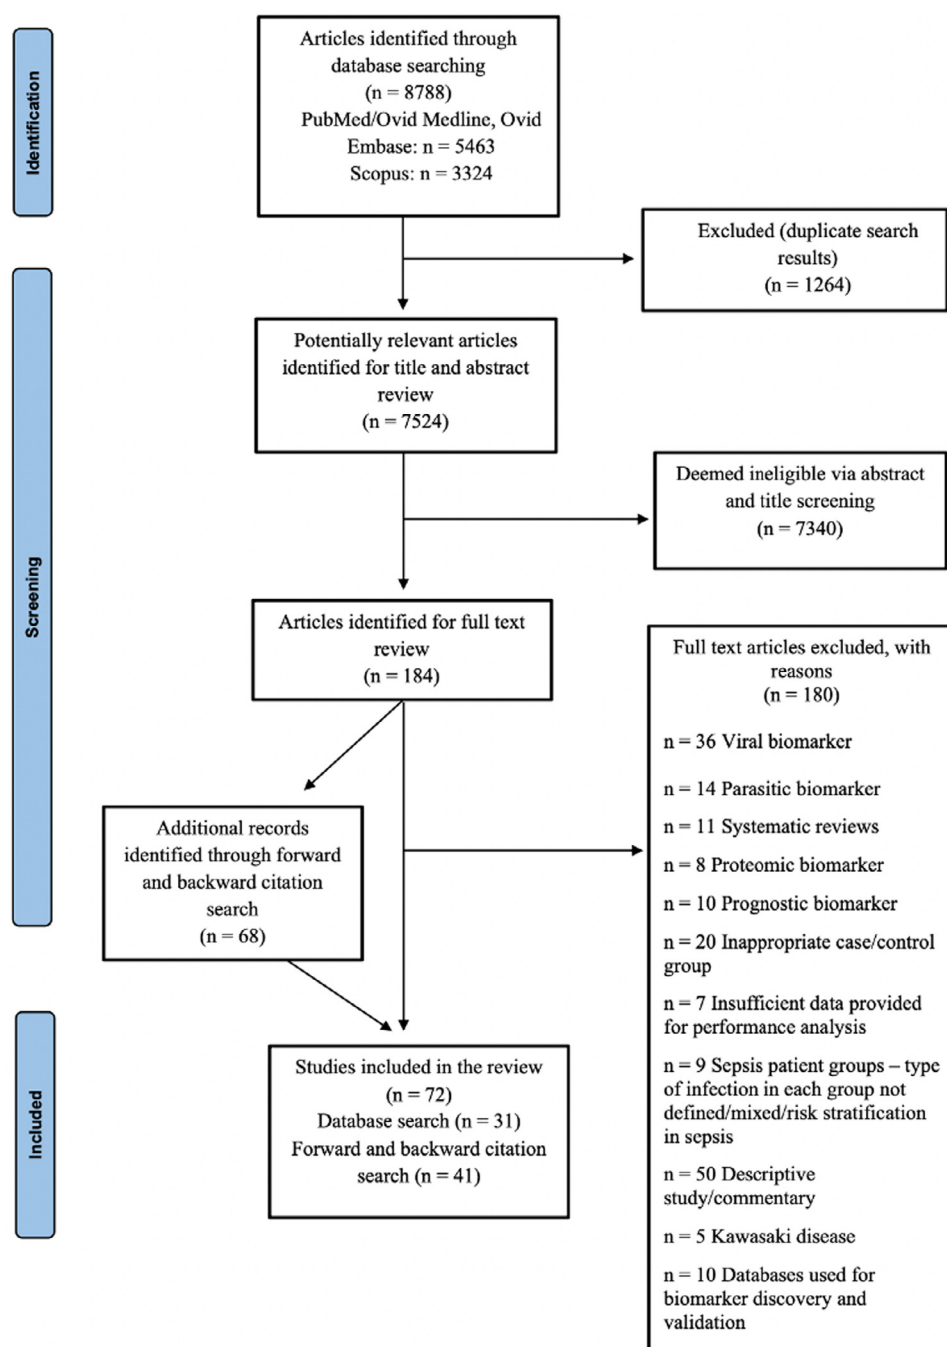 Identification
Articles identified through
database searching
(n = 8788)
PubMed/Ovid Medline, Ovid
Embase: n = 5463
Scopus: n = 3324
Excluded (duplicate search
results)
(n = 1264)
Screening
Potentially relevant articles
identified for title and abstract
review
(n = 7524)
Deemed ineligible via abstract
and title screening
(n = 7340)
Articles identified for full text
review
(n = 184)
Full text articles excluded, with
reasons
(n = 180)
n = 36 Viral biomarker
n = 14 Parasitic biomarker
n = 11 Systematic reviews
n = 8 Proteomic biomarker
n = 10 Prognostic biomarker
n = 20 Inappropriate case/control
group
n = 7 Insufficient data provided
for performance analysis
n = 9 Sepsis patient groups – type
of infection in each group not
defined/mixed/risk stratification
in sepsis
n = 50 Descriptive
study/commentary
n = 5 Kawasaki disease
n = 10 Databases used for
biomarker discovery and
validation
Additional records
identified through forward
and backward citation
search
(n = 68)
Included
Studies included in the review
(n = 72)
Database search (n = 31)
Forward and backward citation
search (n = 41)